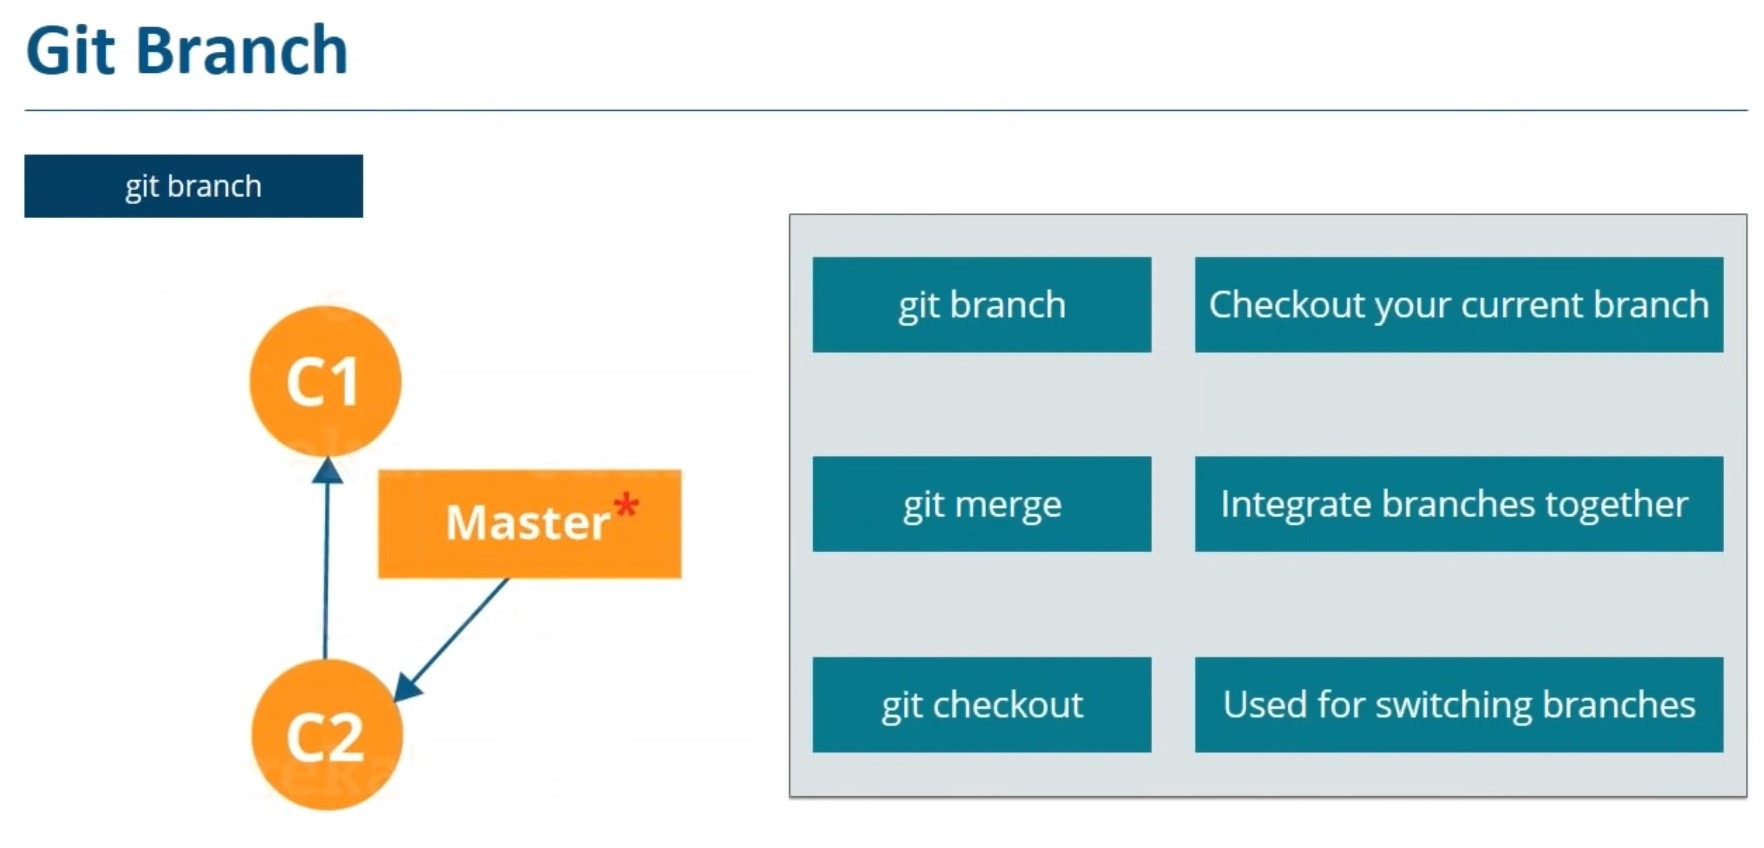 Git Branch
git branch
C1
Master*
C2
git branch
Checkout your current branch
git merge
Integrate branches together
git checkout
Used for switching branches